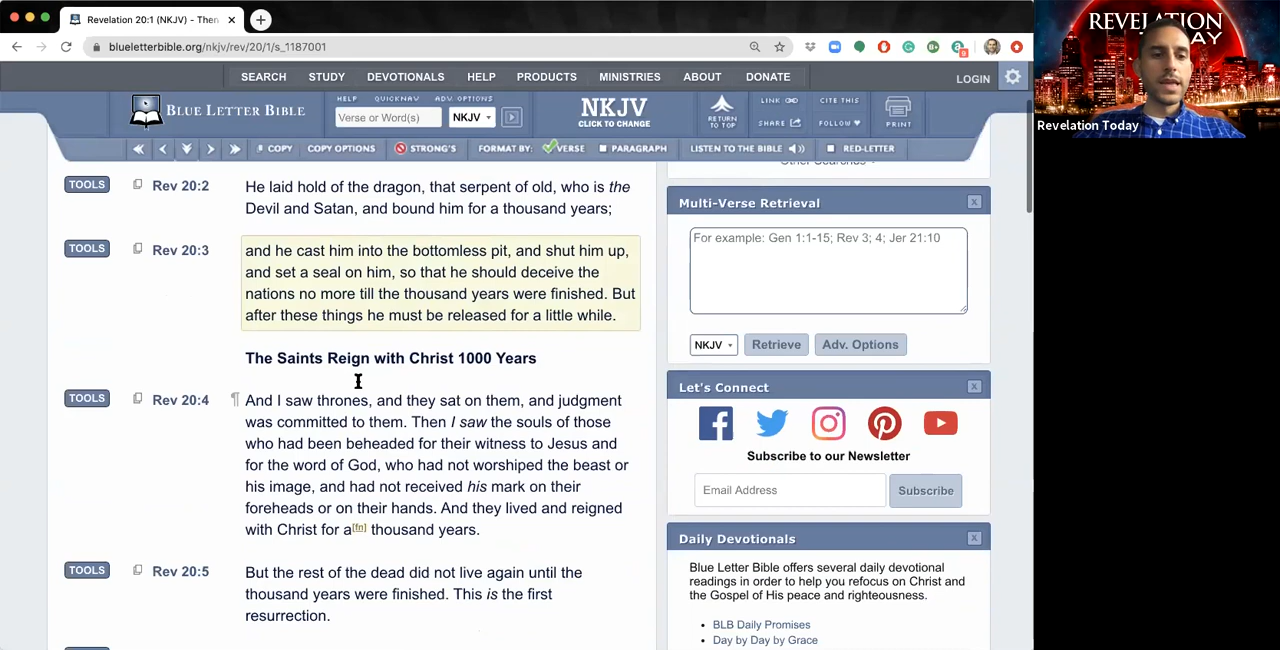 Revelation 20:1 (NKJV) - Then
blueletterbible.org/nkjv/rev/20/1/s_1187001
REVELATION
TODAY
Revelation Today
SEARCH STUDY DEVOTIONALS HELP PRODUCTS MINISTRIES ABOUT DONATE LOGIN
BLUE LETTER BIBLE
HELP QUICKNAV ADV. OPTIONS
Verse or Word(s) NKJV
NKJV
CLICK TO CHANGE
RETURN
TO TOP
LINK CITE THIS
SHARE FOLLOW
PRINT
COPY COPY OPTIONS STRONG'S FORMAT BY: VERSE PARAGRAPH LISTEN TO THE BIBLE RED-LETTER
TOOLS Rev 20:2 He laid hold of the dragon, that serpent of old, who is the
Devil and Satan, and bound him for a thousand years;
TOOLS Rev 20:3 and he cast him into the bottomless pit, and shut him up,
and set a seal on him, so that he should deceive the
nations no more till the thousand years were finished. But
after these things he must be released for a little while.
The Saints Reign with Christ 1000 Years
TOOLS Rev 20:4 ¶ And I saw thrones, and they sat on them, and judgment
was committed to them. Then I saw the souls of those
who had been beheaded for their witness to Jesus and
for the word of God, who had not worshiped the beast or
his image, and had not received his mark on their
foreheads or on their hands. And they lived and reigned
with Christ for a[fn] thousand years.
TOOLS Rev 20:5 But the rest of the dead did not live again until the
thousand years were finished. This is the first
resurrection.
Multi-Verse Retrieval X
For example: Gen 1:1-15; Rev 3; 4; Jer 21:10
NKJV Retrieve Adv. Options
Let's Connect X
Subscribe to our Newsletter
Email Address Subscribe
Daily Devotionals X
Blue Letter Bible offers several daily devotional
readings in order to help you refocus on Christ and
the Gospel of His peace and righteousness.
BLB Daily Promises
Day by Day by Grace